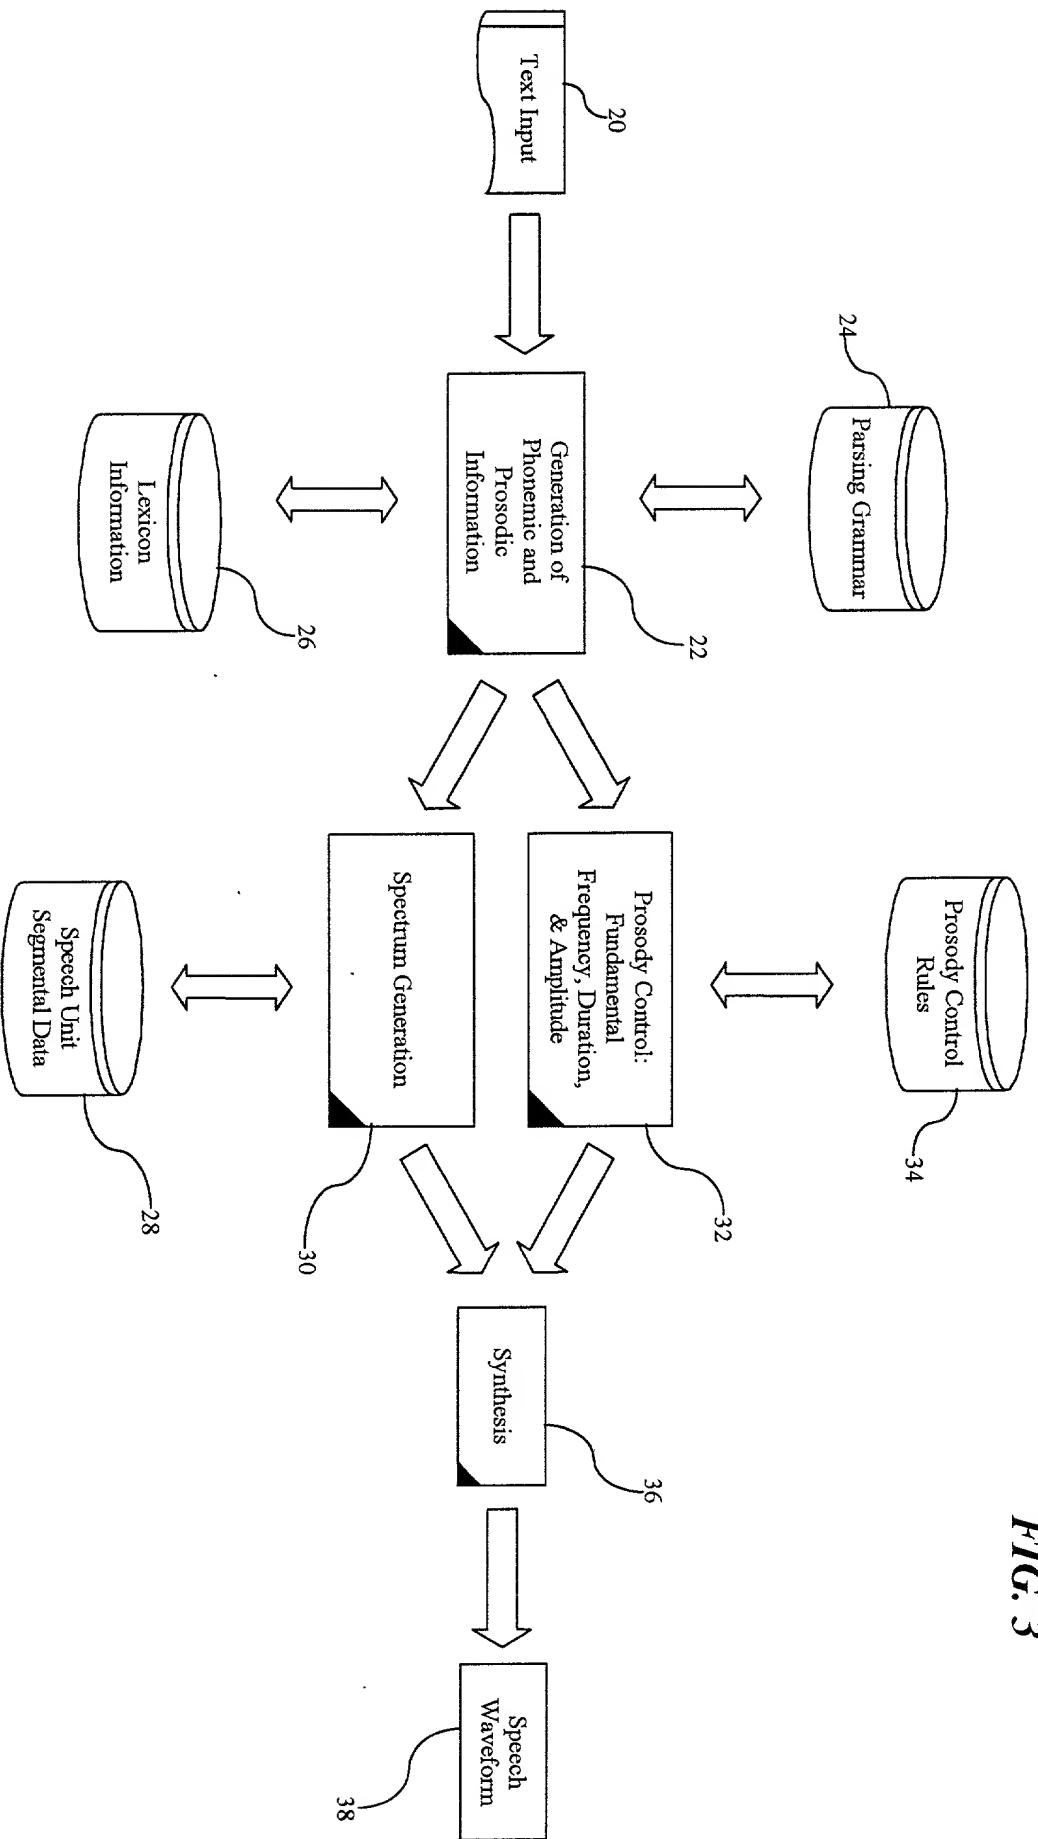 FIG. 3
20
Text Input
24
Parsing Grammar
Generation of
Phonemic and
Prosodic
Information
22
Lexicon
Information
26
Prosody Control
Rules
34
Prosody Control:
Fundamental
Frequency, Duration,
& Amplitude
32
Spectrum Generation
30
Speech Unit
Segmental Data
28
Synthesis
36
Speech
Waveform
38